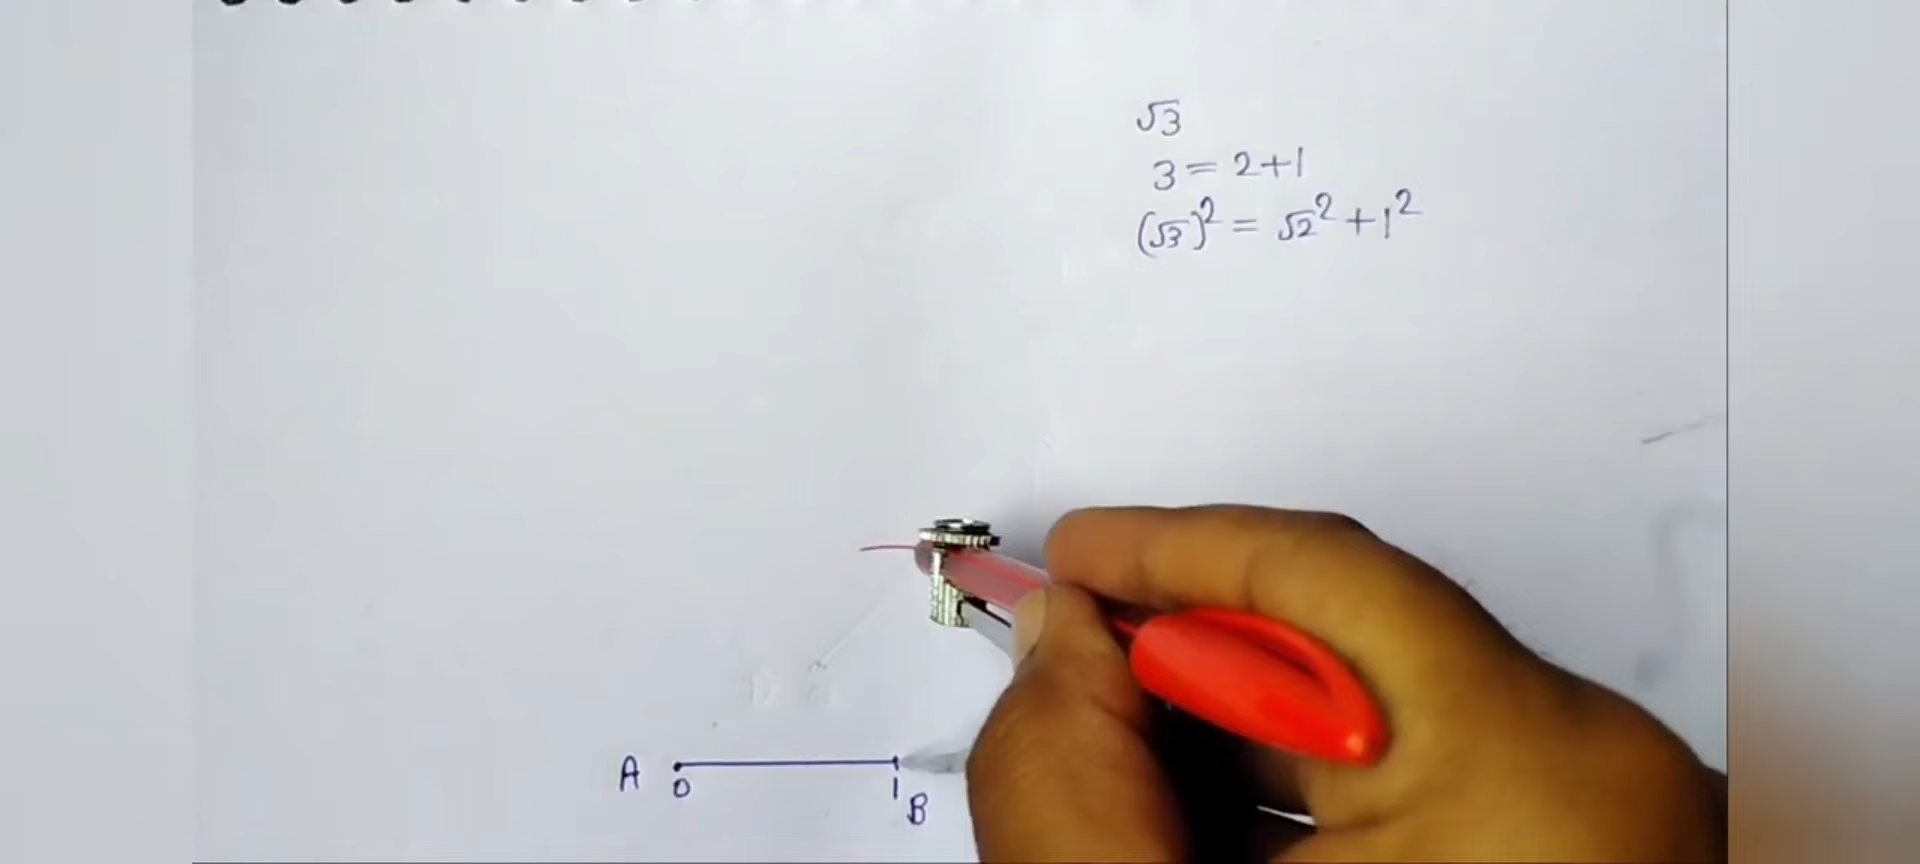 √3
3 = 2+1
(√3)² = √2² + 1²
A
0
1
B